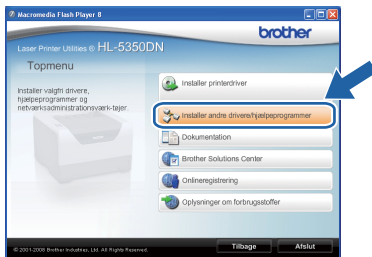 Macromedia Flash Player 8
brother
Laser Printer Utilities ® HL-5350DN
Topmenu
Installer valgfri drivere,
hjælpeprogrammer og
netværksadministrationsværk-tøjer.
Installer printerdriver
Installer andre drivere/hjælpeprogrammer
Dokumentation
Brother Solutions Center
Onlineregistrering
Oplysninger om forbrugsstoffer
© 2001-2008 Brother Industries, Ltd. All Rights Reserved.
Tilbage
Afslut